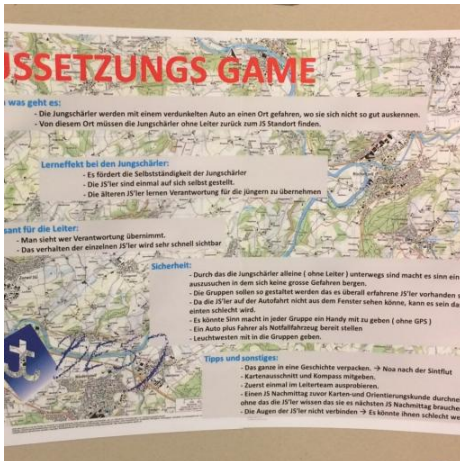 USSETZUNGS GAME
was geht es:
- Die Jungschärler werden mit einem verdunkelten Auto an einen Ort gefahren, wo sie sich nicht so gut auskennen.
- Von diesem Ort müssen die Jungschärler ohne Leiter zurück zum JS Standort finden.
Lerneffekt bei den Jungschärler:
- Es fördert die Selbstständigkeit der Jungschärler
- Die JS'ler sind einmal auf sich selbst gestellt.
- Die älteren JS'ler lernen Verantwortung für die jüngern zu übernehmen
sant für die Leiter:
- Man sieht wer Verantwortung übernimmt.
- Das verhalten der einzelnen JS'ler wird sehr schnell sichtbar
Sicherheit:
- Durch das die Jungschärler alleine ( ohne Leiter ) unterwegs sind macht es sinn ein
auszusuchen in dem sich keine grosse Gefahren bergen.
- Die Gruppen sollen so gestaltet werden das es überall erfahrene JS'ler vorhanden s
- Da die JS'ler auf der Autofahrt nicht aus dem Fenster sehen könne, kann es sein da
einten schlecht wird.
- Es könnte Sinn macht in jeder Gruppe ein Handy mit zu geben ( ohne GPS )
- Ein Auto plus Fahrer als Notfallfahrzeug bereit stellen
- Leuchtwesten mit in die Gruppen geben.
Tipps und sonstiges:
- Das ganze in eine Geschichte verpacken. → Noa nach der Sintflut
- Kartenausschnitt und Kompass mitgeben.
- Zuerst einmal im Leiterteam ausprobieren.
- Einen JS Nachmittag zuvor Karten-und Orientierungskunde durchne
ohne das die JS'ler wissen das sie es nächsten JS Nachmittag brauche
- Die Augen der JS'ler nicht verbinden → Es könnte ihnen schlecht we